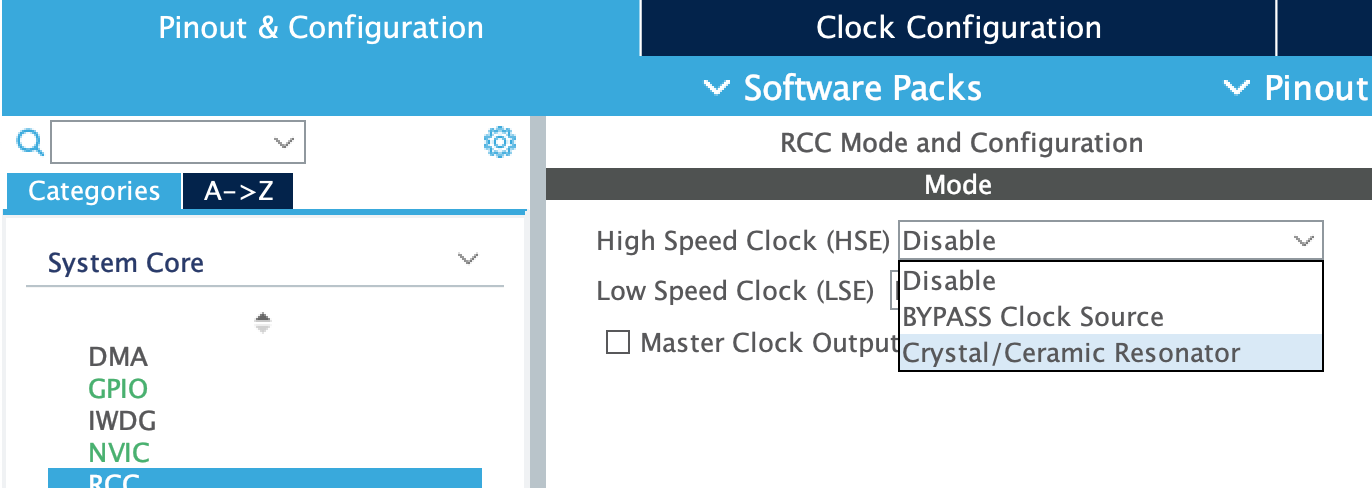 Pinout & Configuration
Clock Configuration
Software Packs
Pinout
RCC Mode and Configuration
Categories
A->Z
Mode
System Core
High Speed Clock (HSE)
Disable
Low Speed Clock (LSE)
Disable
BYPASS Clock Source
Master Clock Output
Crystal/Ceramic Resonator
DMA
GPIO
IWDG
NVIC
RCC